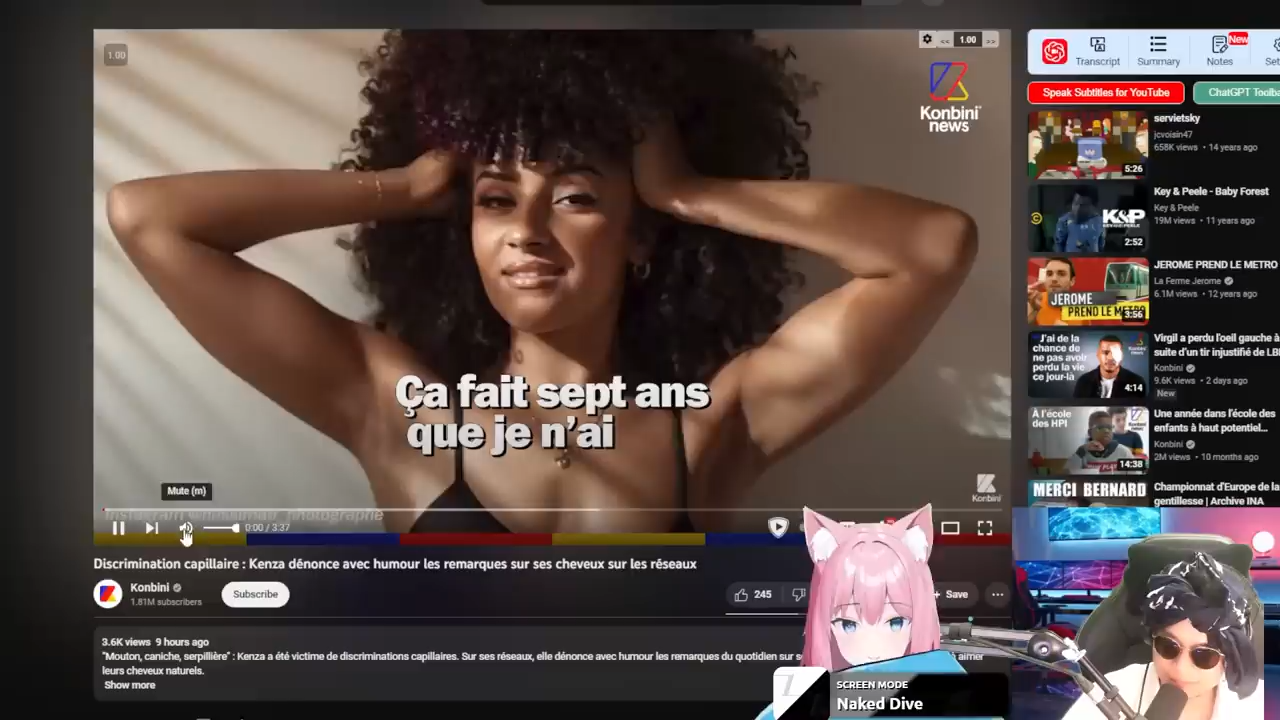 1.00
<< 1.00 >>
Konbini
news
Ça fait sept ans
que je n'ai
Konbini
Mute (m)
0:00 / 3:37
Discrimination capillaire : Kenza dénonce avec humour les remarques sur ses cheveux sur les réseaux
Konbini
1.81M subscribers
Subscribe
245
Save
3.6K views 9 hours ago
"Mouton, caniche, serpillière" : Kenza a été victime de discriminations capillaires. Sur ses réseaux, elle dénonce avec humour les remarques du quotidien sur
aimer
leurs cheveux naturels.
Show more
SCREEN MODE
Naked Dive
Transcript
Summary
New
Notes
Speak Subtitles for YouTube
ChatGPT
servietsky
jcvoisin47
658K views • 14 years ago
5:26
Key & Peele - Baby Forest
Key & Peele
19M views • 11 years ago
K&P
2:52
JEROME PREND LE METRO
La Ferme Jerome
6.1M views • 12 years ago
JEROME
PREND LE
3:56
Virgil a perdu l'oeil gauche à
suite d'un tir injustifié de
Konbini
9.6K views • 2 days ago
New
J'ai de la
chance de
ne pas avoir
perdu la vie
ce jour-là
4:14
Une année dans l'école des
enfants à haut potentiel...
Konbini
2M views • 10 months ago
À l'école
des HPI
14:38
Championnat d'Europe de la
gentillesse | Archive INA
MERCI BERNARD